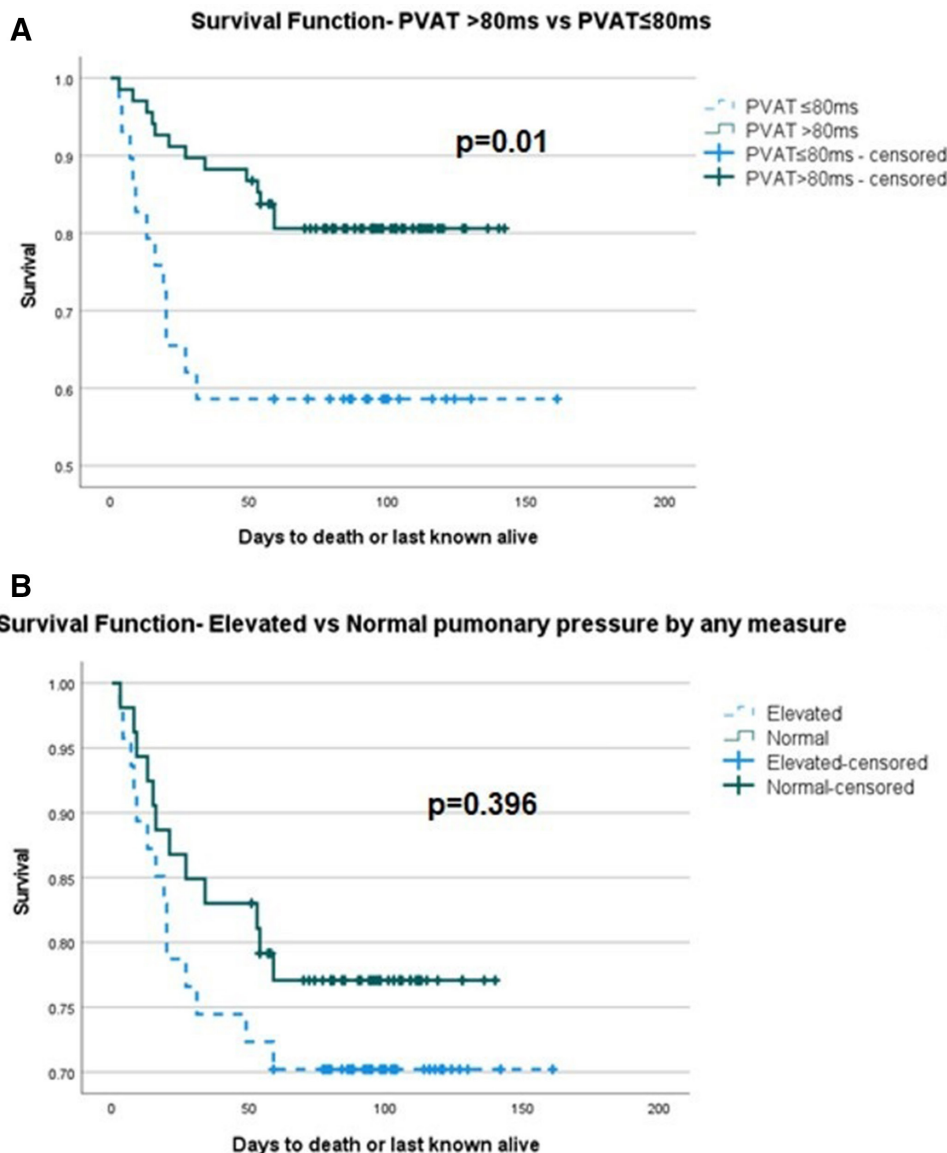 A
Survival Function- PVAT >80ms vs PVAT≤80ms
1.0
0.9
0.8
0.7
0.6
0.5
Survival
p=0.01
PVAT ≤80ms
PVAT >80ms
PVAT≤80ms - censored
PVAT>80ms - censored
0 50 100 150 200
Days to death or last known alive
B
Survival Function- Elevated vs Normal pumonary pressure by any measure
1.00
0.95
0.90
0.85
0.80
0.75
0.70
Survival
p=0.396
Elevated
Normal
Elevated-censored
Normal-censored
0 50 100 150 200
Days to death or last known alive